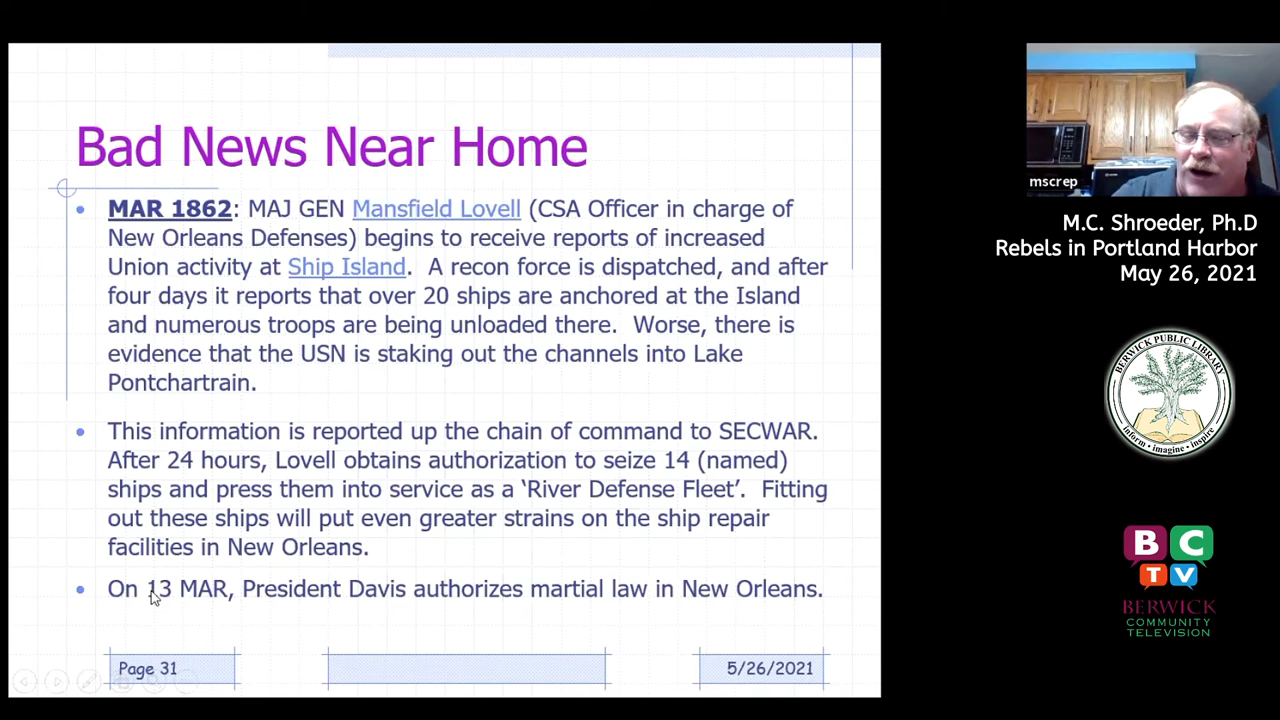 Bad News Near Home
MAR 1862: MAJ GEN Mansfield Lovell (CSA Officer in charge of
New Orleans Defenses) begins to receive reports of increased
Union activity at Ship Island. A recon force is dispatched, and after
four days it reports that over 20 ships are anchored at the Island
and numerous troops are being unloaded there. Worse, there is
evidence that the USN is staking out the channels into Lake
Pontchartrain.
This information is reported up the chain of command to SECWAR.
After 24 hours, Lovell obtains authorization to seize 14 (named)
ships and press them into service as a ‘River Defense Fleet’. Fitting
out these ships will put even greater strains on the ship repair
facilities in New Orleans.
On 13 MAR, President Davis authorizes martial law in New Orleans.
Page 31
5/26/2021
mscrep
M.C. Shroeder, Ph.D
Rebels in Portland Harbor
May 26, 2021
BERWICK PUBLIC LIBRARY
inform • imagine • inspire
BC
TV
BERWICK
COMMUNITY
TELEVISION